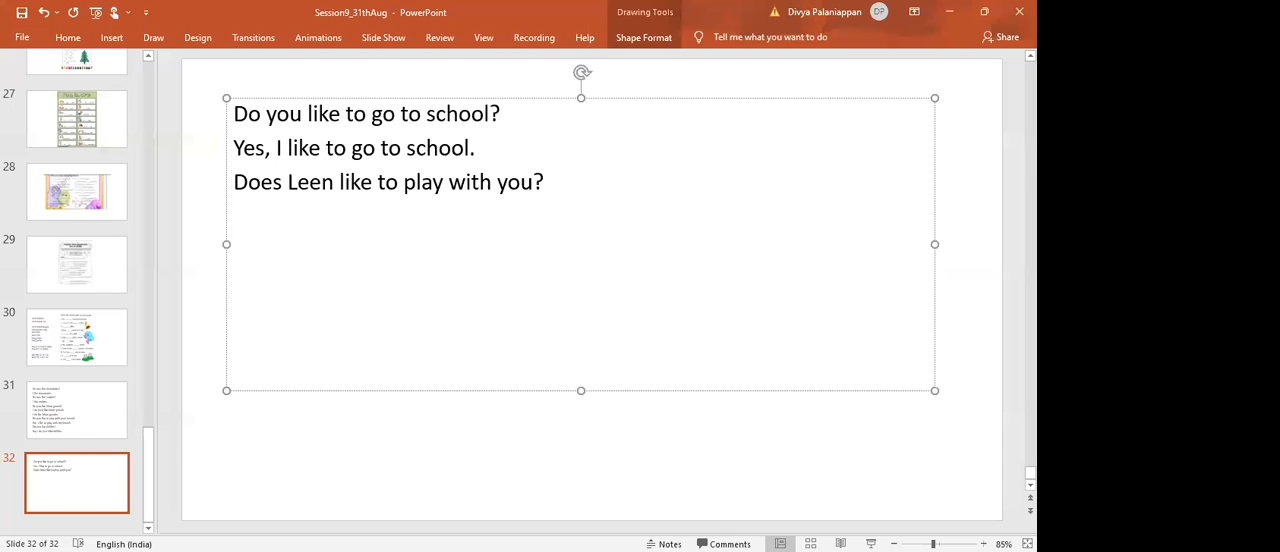 Session9_31thAug - PowerPoint
Drawing Tools
Divya Palaniappan
DP
File
Home
Insert
Draw
Design
Transitions
Animations
Slide Show
Review
View
Recording
Help
Shape Format
Tell me what you want to do
Share
27
28
29
30
31
32
Do you like to go to school?
Yes, I like to go to school.
Does Leen like to play with you?
Slide 32 of 32
English (India)
Notes
Comments
85%